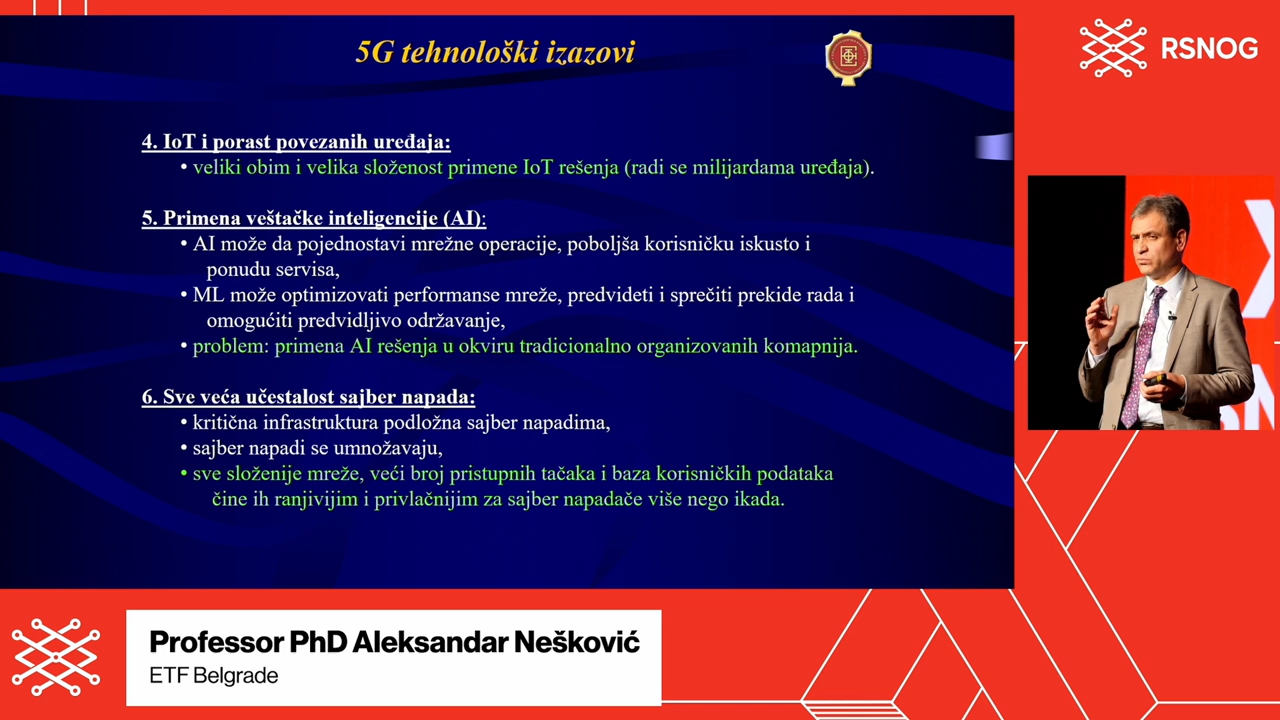 5G tehnološki izazovi
RSNOG
4. IoT i porast povezanih uređaja:
• veliki obim i velika složenost primene IoT rešenja (radi se milijardama uređaja).
5. Primena veštačke inteligencije (AI):
• AI može da pojednostavi mrežne operacije, poboljša korisničku iskusto i
ponudu servisa,
• ML može optimizovati performanse mreže, predvideti i sprečiti prekide rada i
omogućiti predvidljivo održavanje,
• problem: primena AI rešenja u okviru tradicionalno organizovanih komapnija.
6. Sve veća učestalost sajber napada:
• kritična infrastruktura podložna sajber napadima,
• sajber napadi se umnožavaju,
• sve složenije mreže, veći broj pristupnih tačaka i baza korisničkih podataka
čine ih ranjivijim i privlačnijim za sajber napadače više nego ikada.
Professor PhD Aleksandar Nešković
ETF Belgrade